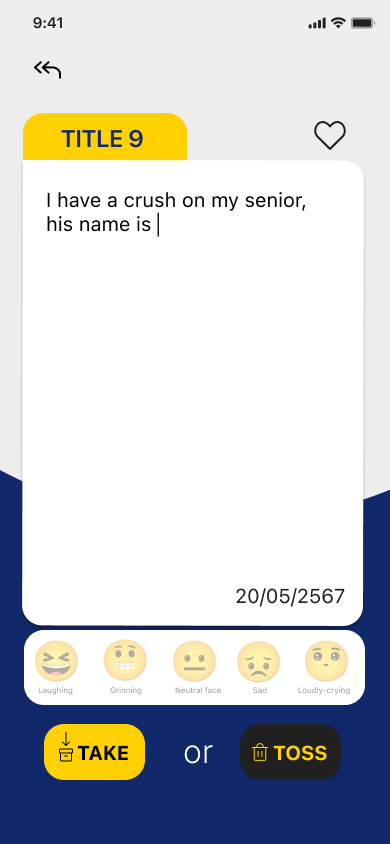 9:41
TITLE 9
I have a crush on my senior,
his name is
20/05/2567
Laughing
Grinning
Neutral face
Sad
Loudly-crying
TAKE
or
TOSS